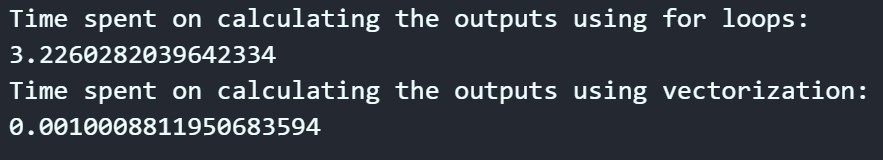 Time spent on calculating the outputs using for loops:
3.2260282039642334
Time spent on calculating the outputs using vectorization:
0.0010008811950683594